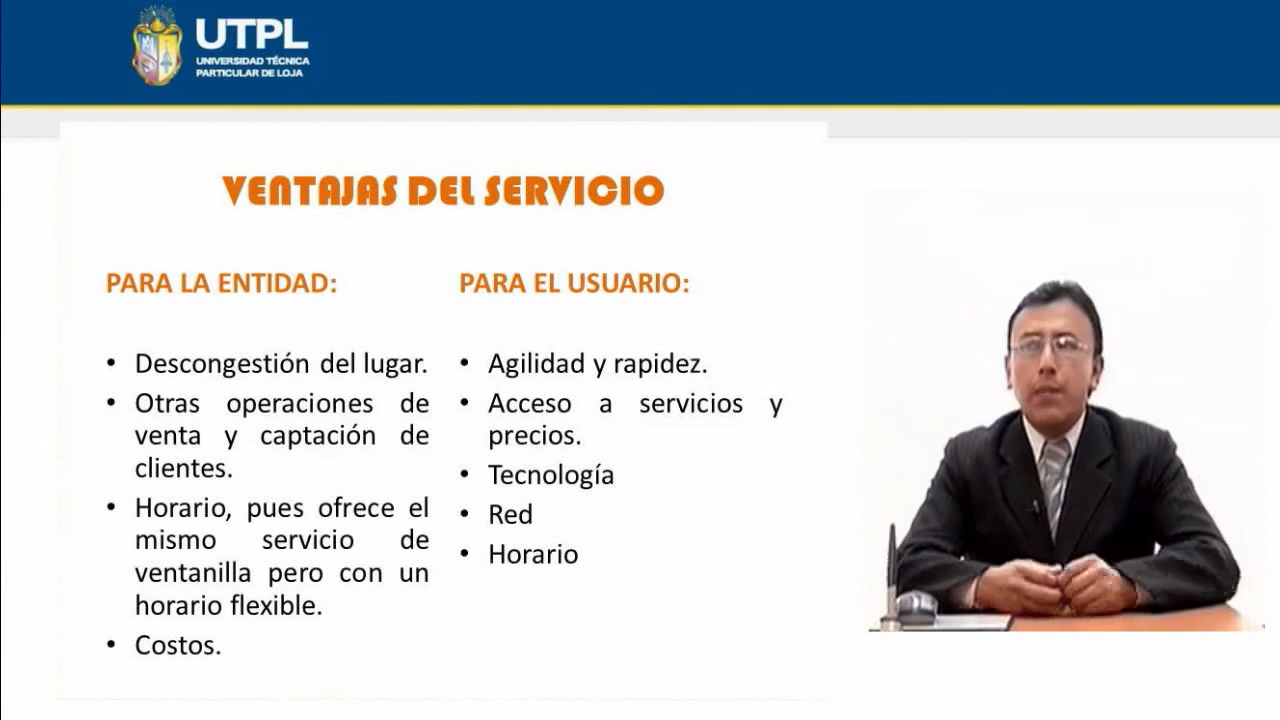 UTPL
UNIVERSIDAD TÉCNICA
PARTICULAR DE LOJA
VENTAJAS DEL SERVICIO
PARA LA ENTIDAD:
• Descongestión del lugar.
• Otras operaciones de
venta y captación de
clientes.
• Horario, pues ofrece el
mismo servicio de
ventanilla pero con un
horario flexible.
• Costos.
PARA EL USUARIO:
• Agilidad y rapidez.
• Acceso a servicios y
precios.
• Tecnología
• Red
• Horario